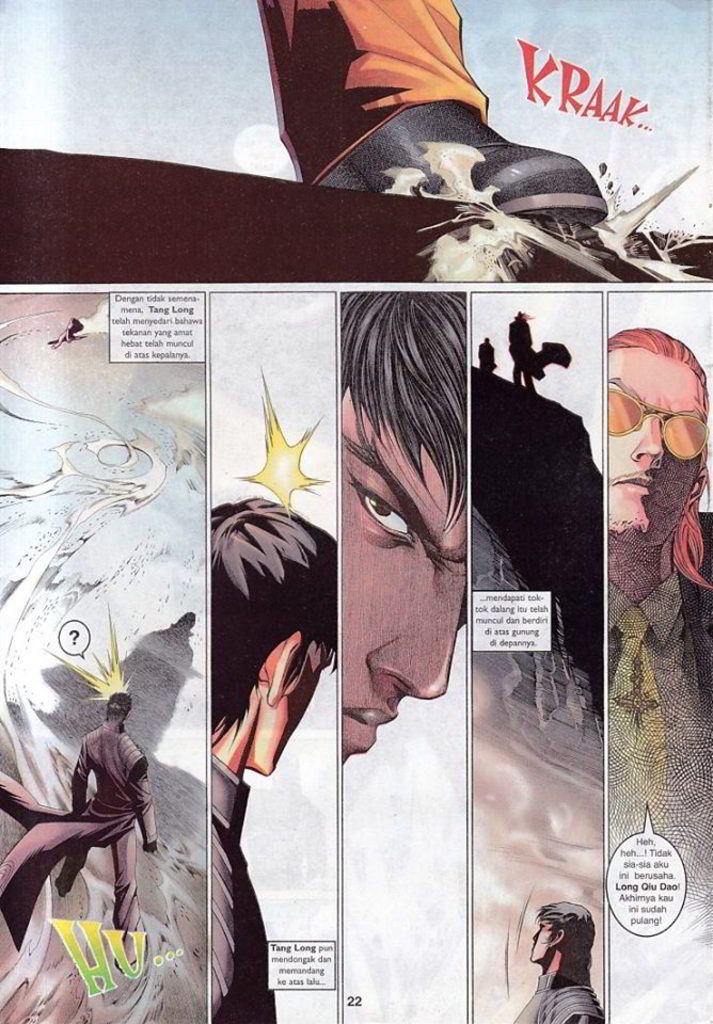 KRAAK...
Dengan tidak semena-
mena, Tang Long
telah menyedari bahawa
tekanan yang amat
hebat telah muncul
di atas kepalanya.
?
HU...
Tang Long pun
mendongak dan
memandang
ke atas lalu...
...mendapati tok-
tok dalang itu telah
muncul dan berdiri
di atas gunung
di depannya.
Heh,
heh...! Tidak
sia-sia aku
ini berusaha.
Long Qiu Dao!
Akhirnya kau
ini sudah
pulang!
22